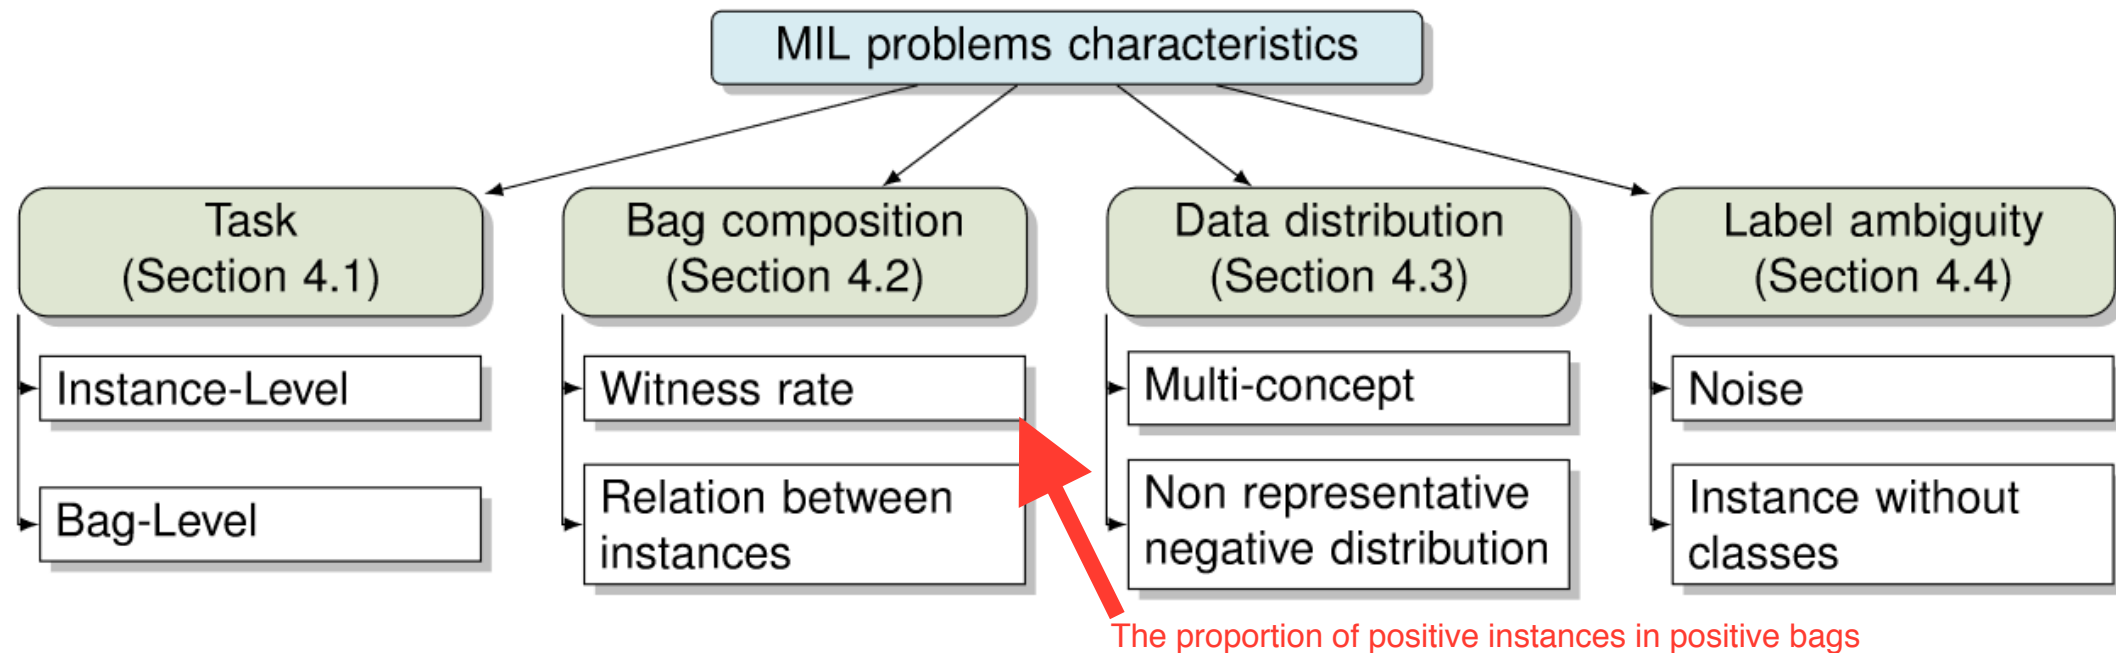 MIL problems characteristics
Task
(Section 4.1)
Instance-Level
Bag-Level
Bag composition
(Section 4.2)
Witness rate
Relation between
instances
Data distribution
(Section 4.3)
Multi-concept
Non representative
negative distribution
Label ambiguity
(Section 4.4)
Noise
Instance without
classes
The proportion of positive instances in positive bags